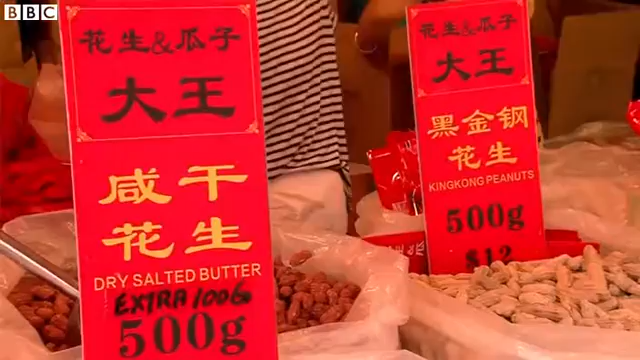 BBC
花生&瓜子
大王
咸干
花生
DRY SALTED BUTTER
EXTRA 100G
500g
花生&瓜子
大王
黑金钢
花生
KINGKONG PEANUTS
500g
$12